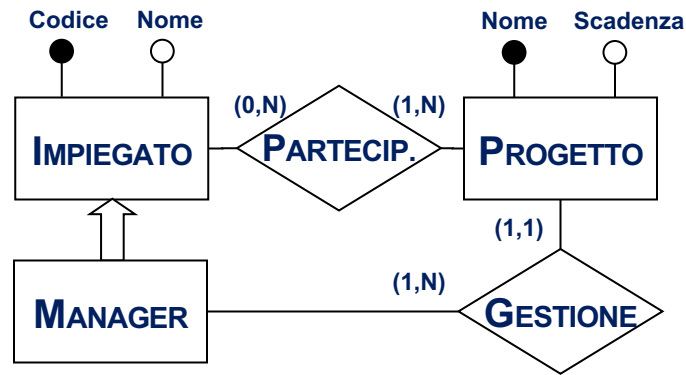 Codice Nome Nome Scadenza
(0,N) (1,N)
IMPIEGATO PARTECIP. PROGETTO
(1,1)
(1,N)
MANAGER GESTIONE